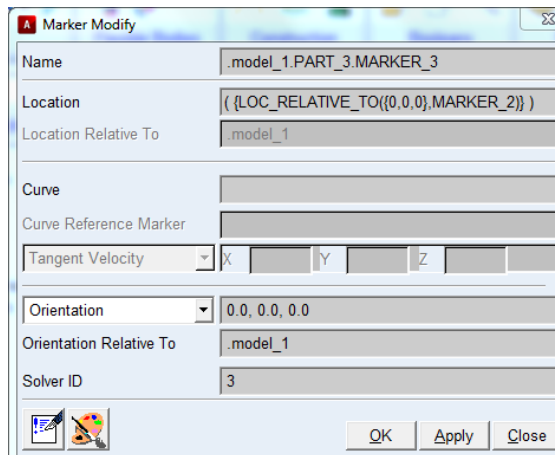 Marker Modify
Name .model_1.PART_3.MARKER_3
Location ( {LOC_RELATIVE_TO({0,0,0},MARKER_2)} )
Location Relative To .model_1
Curve
Curve Reference Marker
Tangent Velocity X Y Z
Orientation 0.0, 0.0, 0.0
Orientation Relative To .model_1
Solver ID 3
OK Apply Close